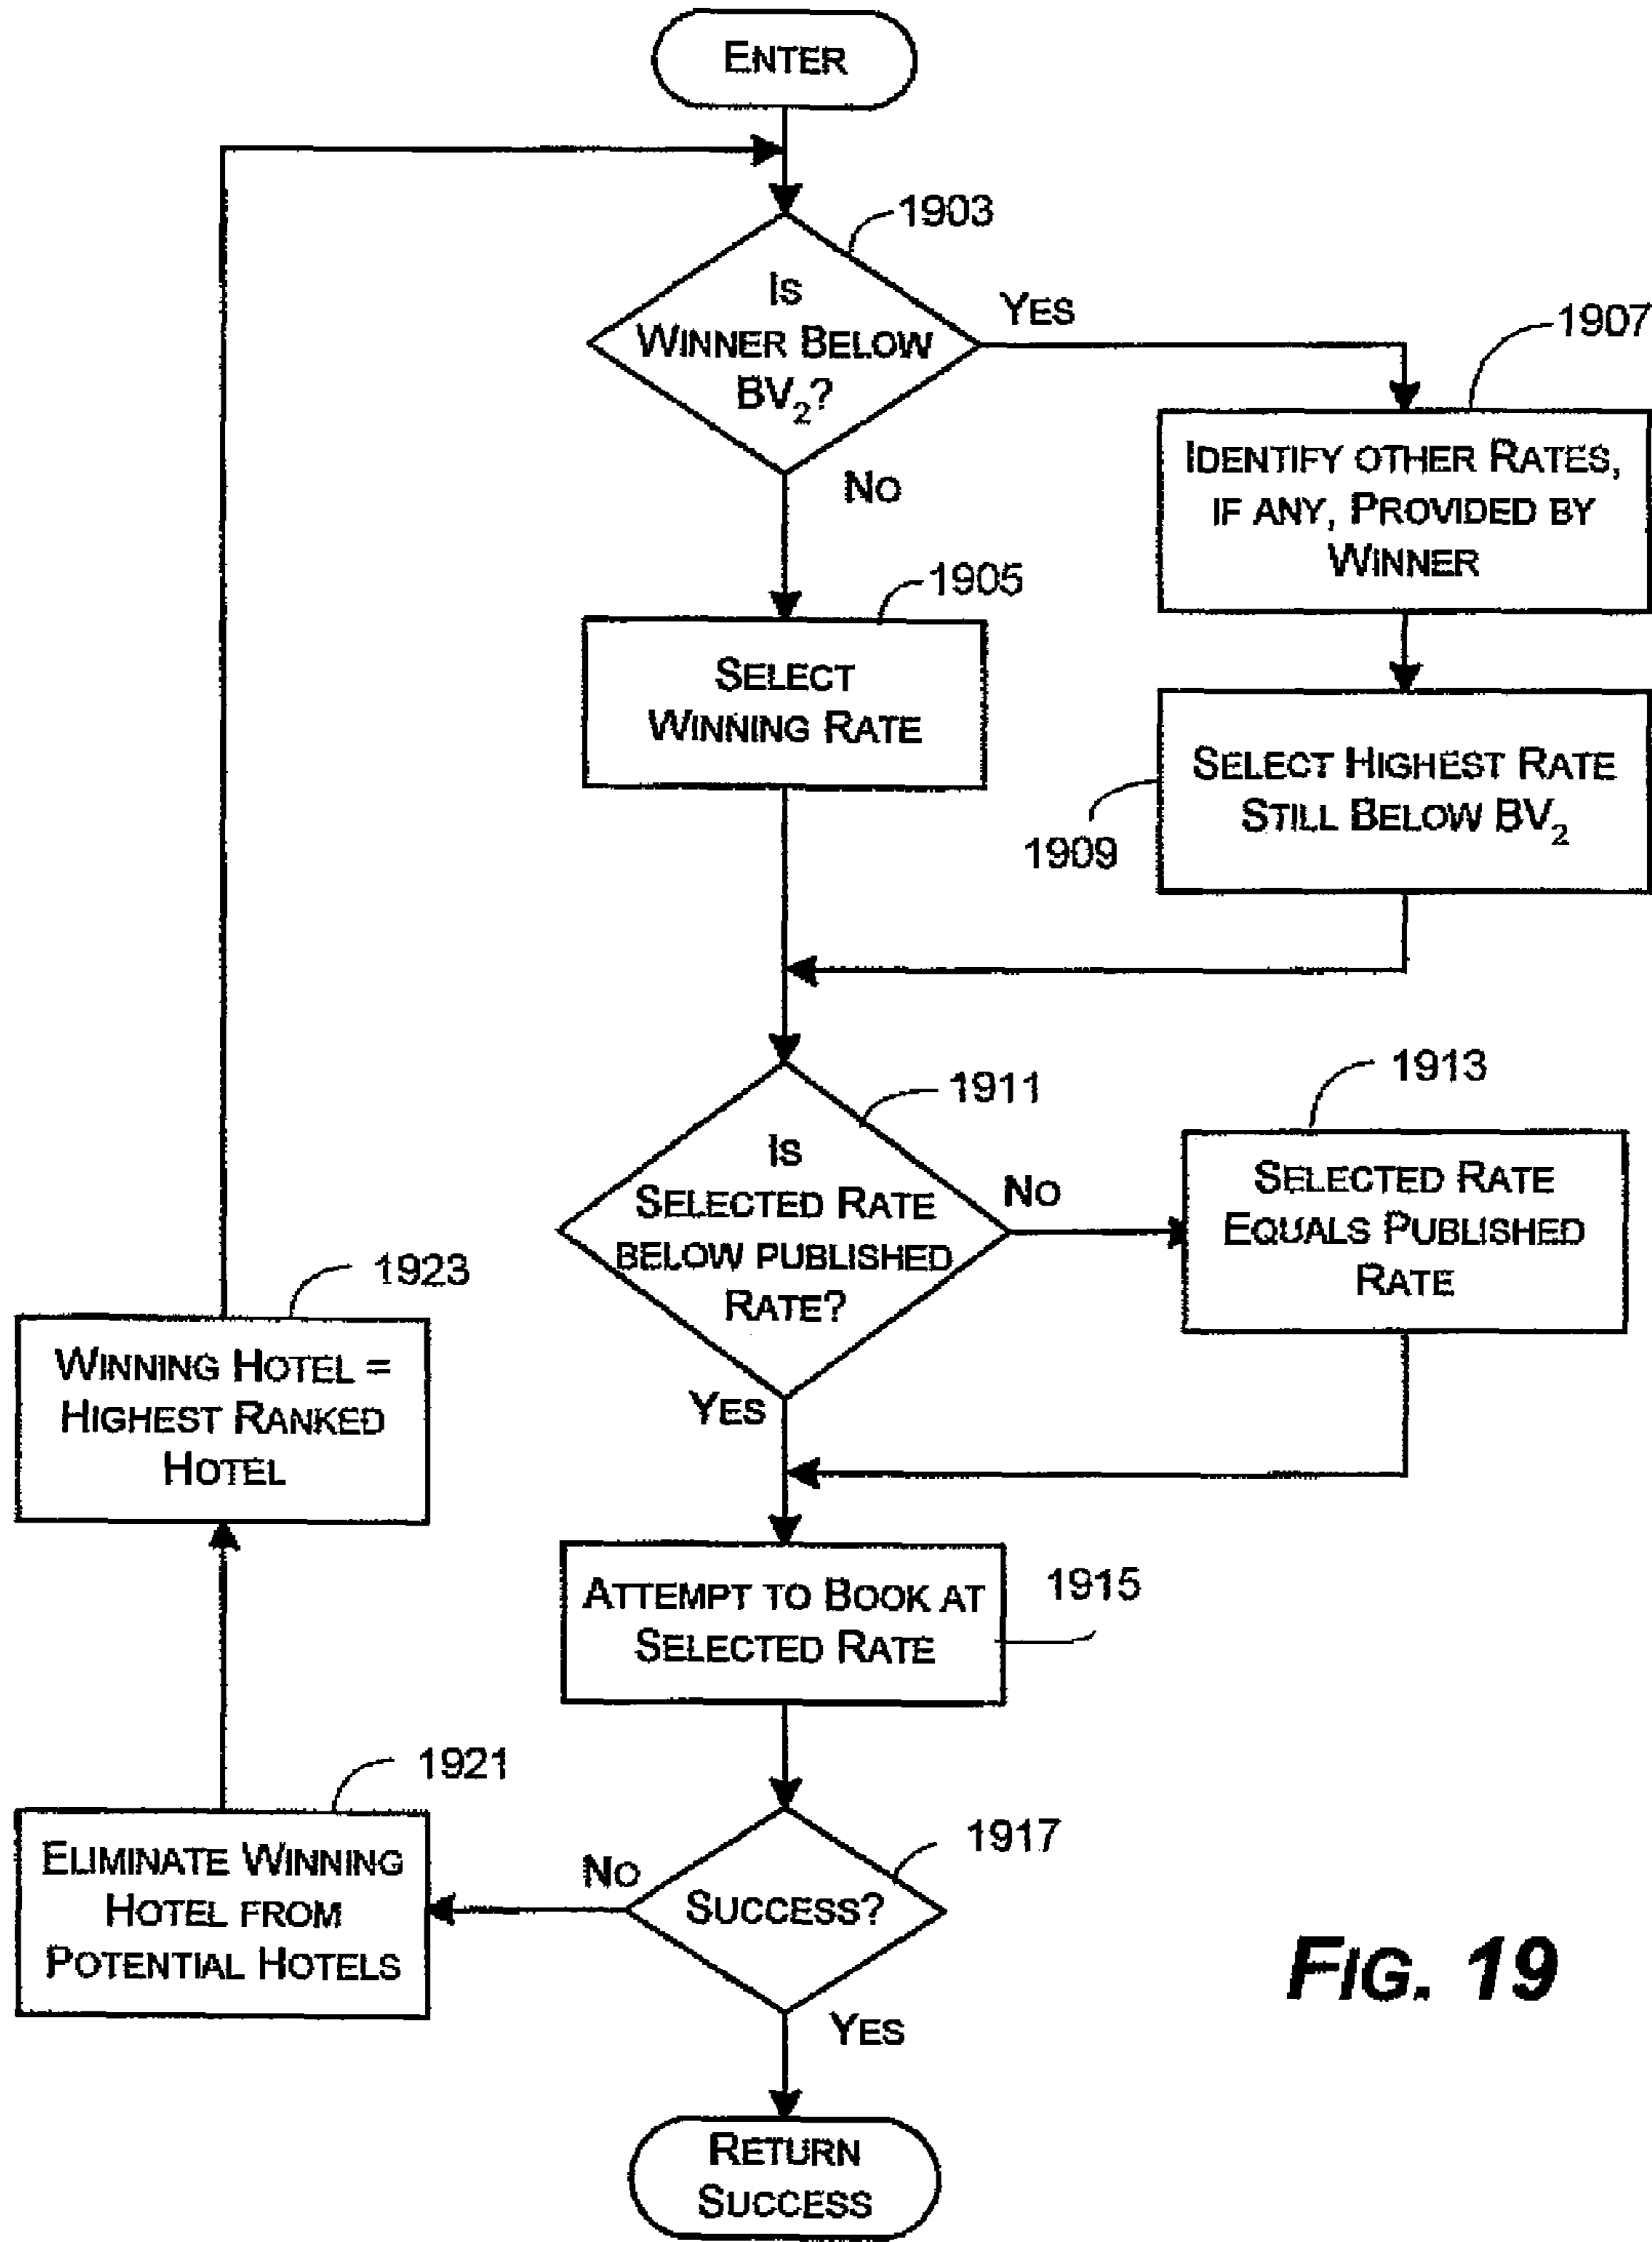 ENTER
1903
IS
WINNER BELOW
BV₂?
YES
NO
1907
IDENTIFY OTHER RATES,
IF ANY, PROVIDED BY
WINNER
1905
SELECT
WINNING RATE
SELECT HIGHEST RATE
STILL BELOW BV₂
1909
1911
IS
SELECTED RATE
BELOW PUBLISHED
RATE?
NO
YES
1913
SELECTED RATE
EQUALS PUBLISHED
RATE
1923
WINNING HOTEL =
HIGHEST RANKED
HOTEL
ATTEMPT TO BOOK AT
SELECTED RATE
1915
1921
ELIMINATE WINNING
HOTEL FROM
POTENTIAL HOTELS
NO
1917
SUCCESS?
YES
RETURN
SUCCESS
FIG. 19